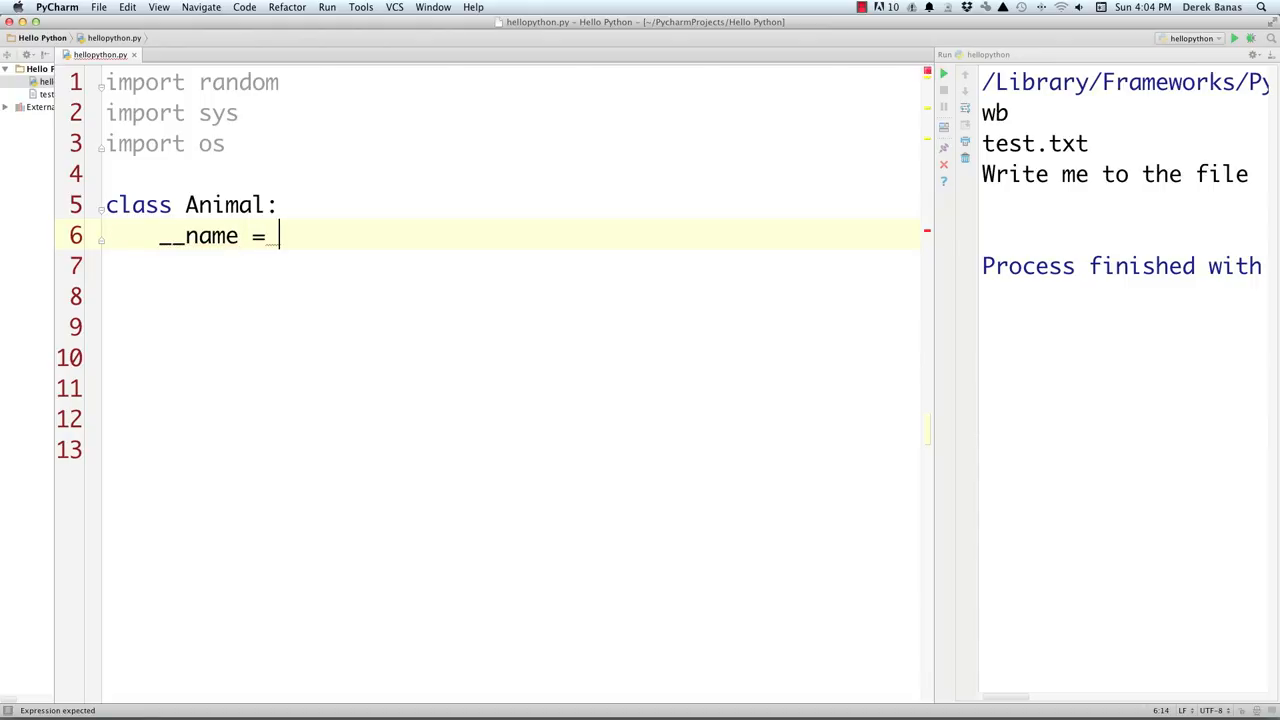 PyCharm File Edit View Navigate Code Refactor Run Tools VCS Window Help 10 Sun 4:04 PM Derek Banas
hellopython.py – Hello Python – [~/PycharmProjects/Hello Python]
Hello Python hellopython.py hellopython
hellopython.py Run hellopython
Hello P
hell
test
Extern
1 import random
2 import sys
3 import os
4
5 class Animal:
6 __name =
7
8
9
10
11
12
13
/Library/Frameworks/Py
wb
test.txt
Write me to the file
Process finished with
Expression expected 6:14 LF UTF-8